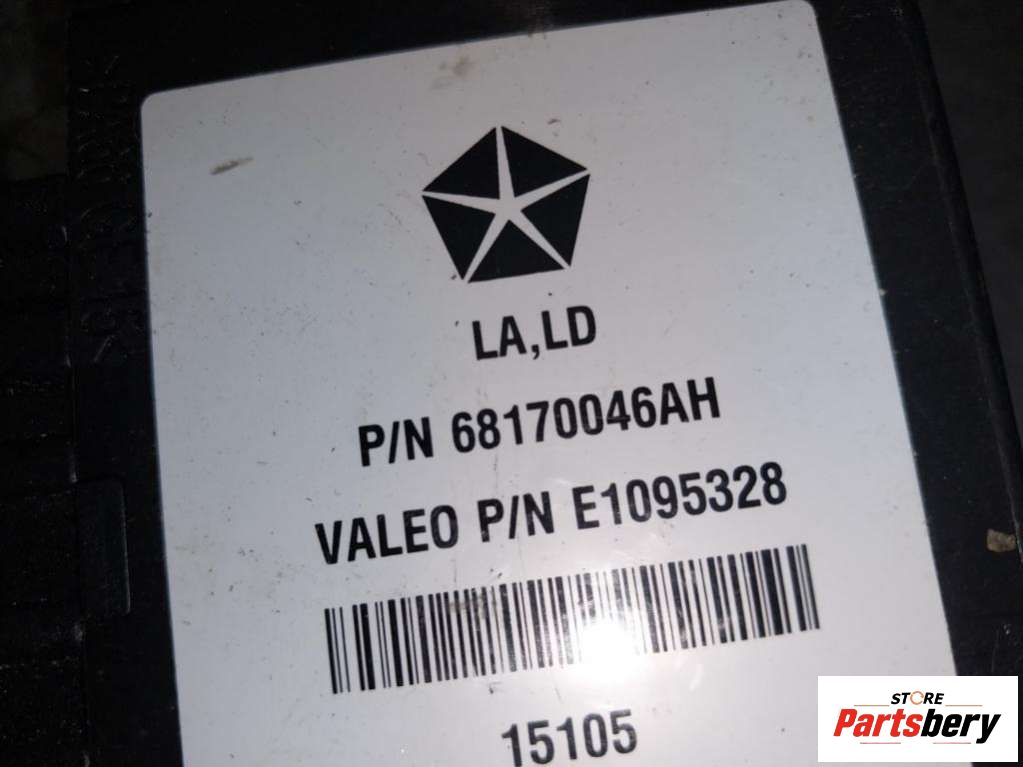 LA,LD
P/N 68170046AH
VALEO P/N E1095328
15105
STORE
Partsbery